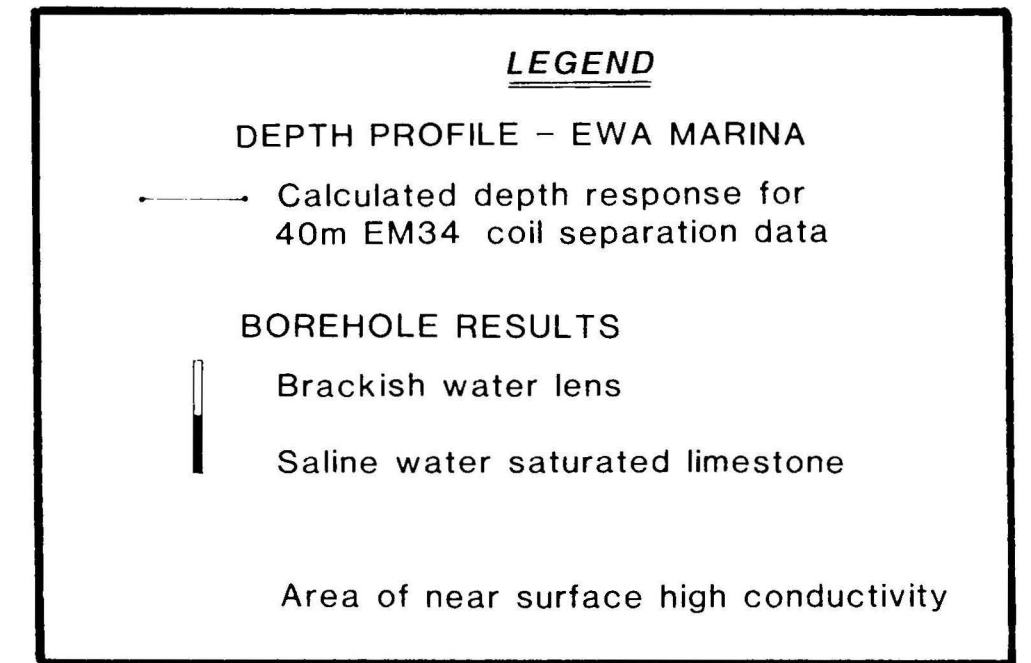 LEGEND
DEPTH PROFILE – EWA MARINA
Calculated depth response for
40m EM34 coil separation data
BOREHOLE RESULTS
Brackish water lens
Saline water saturated limestone
Area of near surface high conductivity